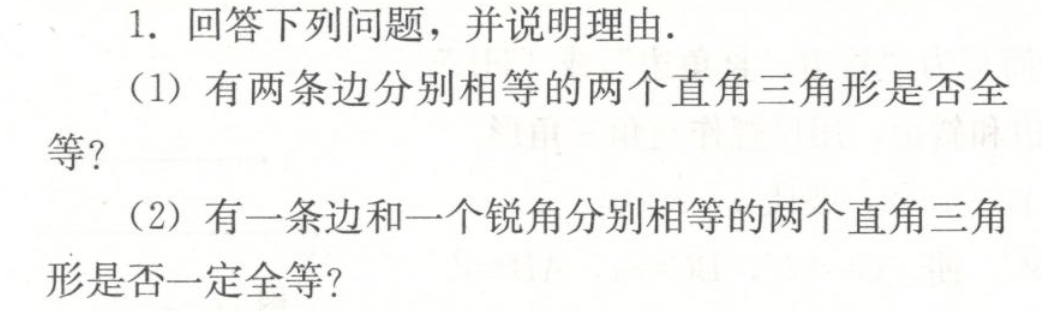 1. 回答下列问题，并说明理由.
（1）有两条边分别相等的两个直角三角形是否全
等？
（2）有一条边和一个锐角分别相等的两个直角三角
形是否一定全等？